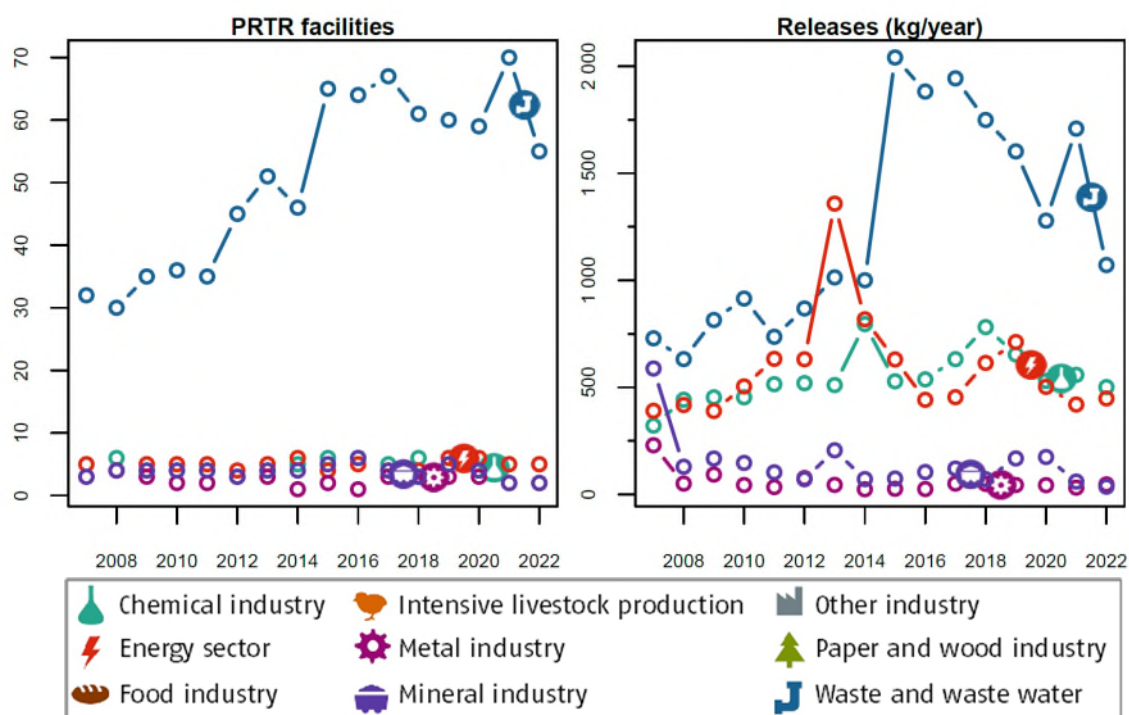 PRTR facilities
Releases (kg/year)
70
60
50
40
30
20
10
0
2 000
1 500
1 000
500
0
2008 2010 2012 2014 2016 2018 2020 2022
2008 2010 2012 2014 2016 2018 2020 2022
Chemical industry
Intensive livestock production
Other industry
Energy sector
Metal industry
Paper and wood industry
Food industry
Mineral industry
Waste and waste water